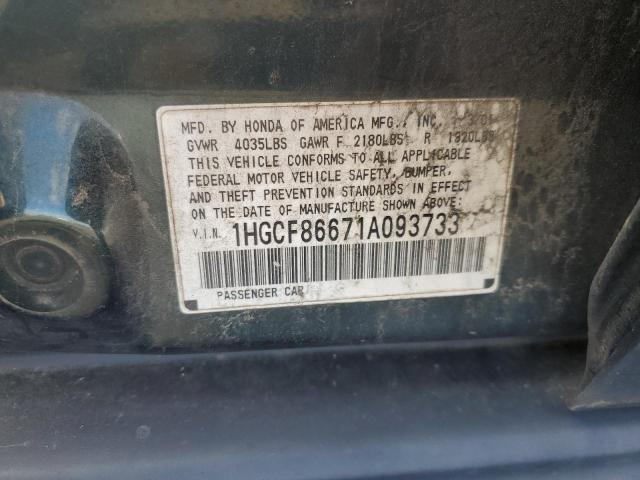 MFD. BY HONDA OF AMERICA MFG., INC. 3/01
GVWR 4035LBS GAWR F 2180LBS R 1920LBS
THIS VEHICLE CONFORMS TO ALL APPLICABLE
FEDERAL MOTOR VEHICLE SAFETY, BUMPER,
AND THEFT PREVENTION STANDARDS IN EFFECT
ON THE DATE OF MANUFACTURE SHOWN ABOVE.
V.I.N. 1HGCF86671A093733
PASSENGER CAR